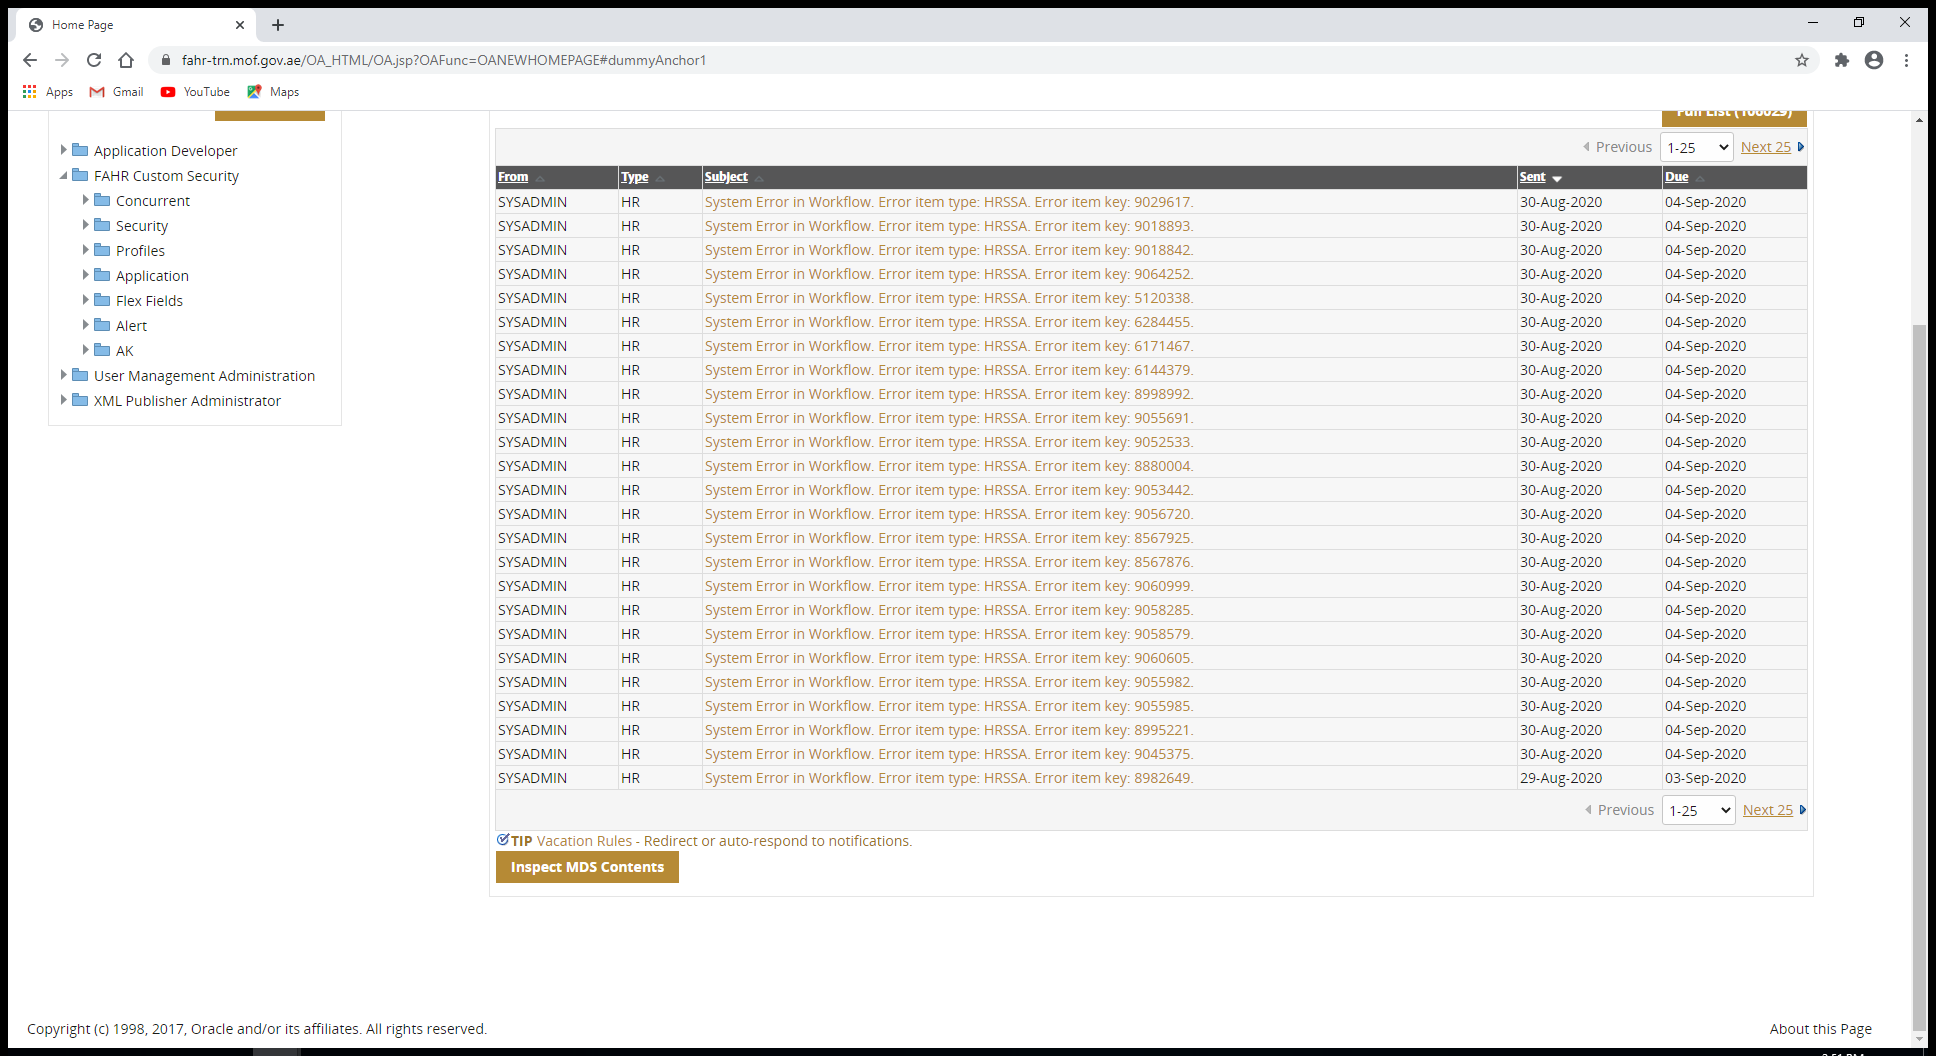 Home Page
fahr-trn.mof.gov.ae/OA_HTML/OA.jsp?OAFunc=OANEWHOMEPAGE#dummyAnchor1
Apps Gmail YouTube Maps
Application Developer
FAHR Custom Security
Concurrent
Security
Profiles
Application
Flex Fields
Alert
AK
User Management Administration
XML Publisher Administrator
Full List (166029)
Previous 1-25 Next 25
From Type Subject Sent Due
SYSADMIN HR System Error in Workflow. Error item type: HRSSA. Error item key: 9029617. 30-Aug-2020 04-Sep-2020
SYSADMIN HR System Error in Workflow. Error item type: HRSSA. Error item key: 9018893. 30-Aug-2020 04-Sep-2020
SYSADMIN HR System Error in Workflow. Error item type: HRSSA. Error item key: 9018842. 30-Aug-2020 04-Sep-2020
SYSADMIN HR System Error in Workflow. Error item type: HRSSA. Error item key: 9064252. 30-Aug-2020 04-Sep-2020
SYSADMIN HR System Error in Workflow. Error item type: HRSSA. Error item key: 5120338. 30-Aug-2020 04-Sep-2020
SYSADMIN HR System Error in Workflow. Error item type: HRSSA. Error item key: 6284455. 30-Aug-2020 04-Sep-2020
SYSADMIN HR System Error in Workflow. Error item type: HRSSA. Error item key: 6171467. 30-Aug-2020 04-Sep-2020
SYSADMIN HR System Error in Workflow. Error item type: HRSSA. Error item key: 6144379. 30-Aug-2020 04-Sep-2020
SYSADMIN HR System Error in Workflow. Error item type: HRSSA. Error item key: 8998992. 30-Aug-2020 04-Sep-2020
SYSADMIN HR System Error in Workflow. Error item type: HRSSA. Error item key: 9055691. 30-Aug-2020 04-Sep-2020
SYSADMIN HR System Error in Workflow. Error item type: HRSSA. Error item key: 9052533. 30-Aug-2020 04-Sep-2020
SYSADMIN HR System Error in Workflow. Error item type: HRSSA. Error item key: 8880004. 30-Aug-2020 04-Sep-2020
SYSADMIN HR System Error in Workflow. Error item type: HRSSA. Error item key: 9053442. 30-Aug-2020 04-Sep-2020
SYSADMIN HR System Error in Workflow. Error item type: HRSSA. Error item key: 9056720. 30-Aug-2020 04-Sep-2020
SYSADMIN HR System Error in Workflow. Error item type: HRSSA. Error item key: 8567925. 30-Aug-2020 04-Sep-2020
SYSADMIN HR System Error in Workflow. Error item type: HRSSA. Error item key: 8567876. 30-Aug-2020 04-Sep-2020
SYSADMIN HR System Error in Workflow. Error item type: HRSSA. Error item key: 9060999. 30-Aug-2020 04-Sep-2020
SYSADMIN HR System Error in Workflow. Error item type: HRSSA. Error item key: 9058285. 30-Aug-2020 04-Sep-2020
SYSADMIN HR System Error in Workflow. Error item type: HRSSA. Error item key: 9058579. 30-Aug-2020 04-Sep-2020
SYSADMIN HR System Error in Workflow. Error item type: HRSSA. Error item key: 9060605. 30-Aug-2020 04-Sep-2020
SYSADMIN HR System Error in Workflow. Error item type: HRSSA. Error item key: 9055982. 30-Aug-2020 04-Sep-2020
SYSADMIN HR System Error in Workflow. Error item type: HRSSA. Error item key: 9055985. 30-Aug-2020 04-Sep-2020
SYSADMIN HR System Error in Workflow. Error item type: HRSSA. Error item key: 8995221. 30-Aug-2020 04-Sep-2020
SYSADMIN HR System Error in Workflow. Error item type: HRSSA. Error item key: 9045375. 30-Aug-2020 04-Sep-2020
SYSADMIN HR System Error in Workflow. Error item type: HRSSA. Error item key: 8982649. 29-Aug-2020 03-Sep-2020
Previous 1-25 Next 25
TIP Vacation Rules - Redirect or auto-respond to notifications.
Inspect MDS Contents
Copyright (c) 1998, 2017, Oracle and/or its affiliates. All rights reserved.
About this Page